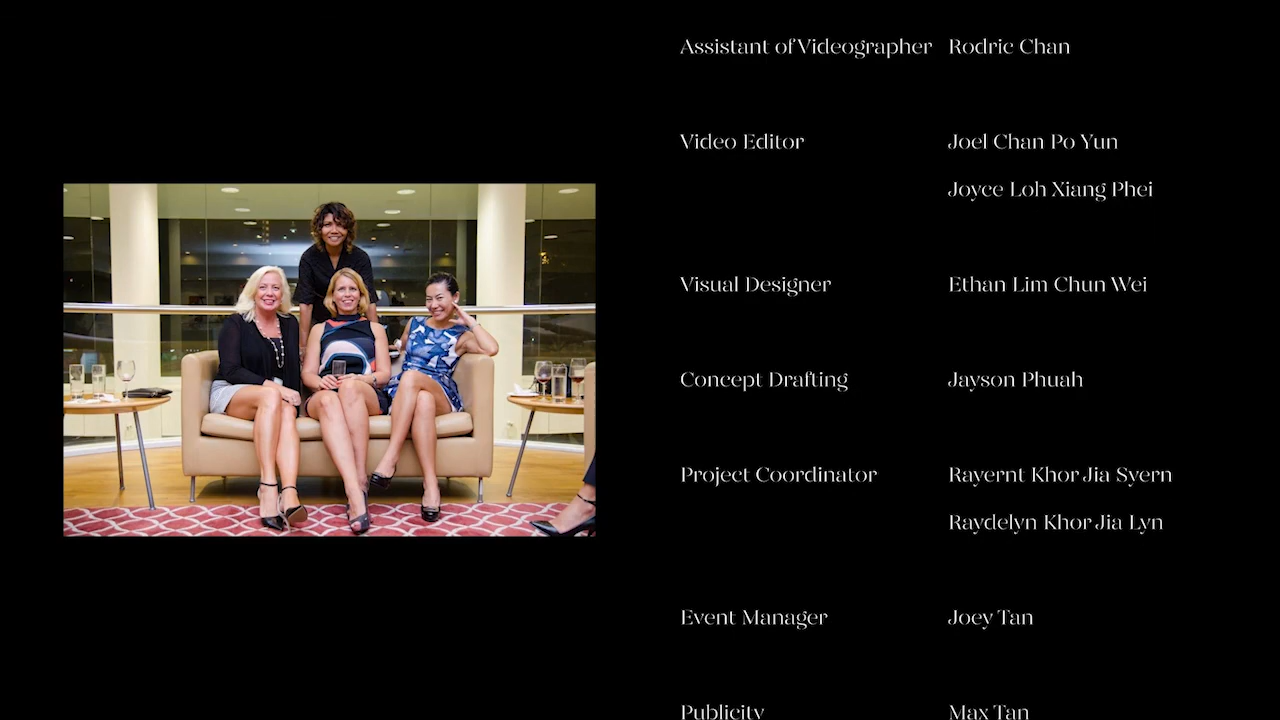 Assistant of Videographer Rodric Chan
Video Editor Joel Chan Po Yun
Joyce Loh Xiang Phei
Visual Designer Ethan Lim Chun Wei
Concept Drafting Jayson Phuah
Project Coordinator Rayernt Khor Jia Syern
Raydelyn Khor Jia Lyn
Event Manager Joey Tan
Publicity Max Tan